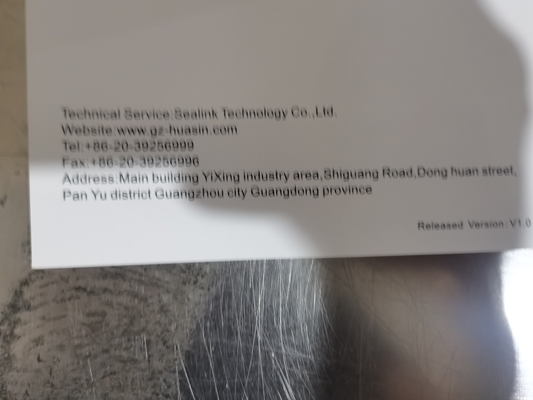 Technical Service:Sealink Technology Co.,Ltd.
Website:www.gz-huasin.com
Tel:+86-20-39256999
Fax:+86-20-39256996
Address:Main building YiXing industry area,Shiguang Road,Dong huan street,
Pan Yu district Guangzhou city Guangdong province
Released Version: V1.0